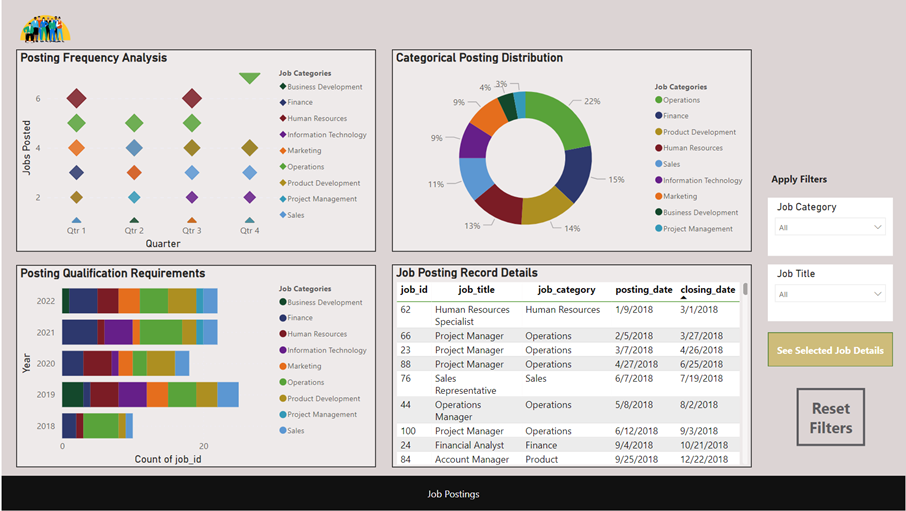 Posting Frequency Analysis
Jobs Posted
6
4
2
Qtr 1 Qtr 2 Qtr 3 Qtr 4
Quarter
Job Categories
Business Development
Finance
Human Resources
Information Technology
Marketing
Operations
Product Development
Project Management
Sales
Categorical Posting Distribution
22%
15%
14%
13%
11%
9%
9%
4%
3%
Job Categories
Operations
Finance
Product Development
Human Resources
Sales
Information Technology
Marketing
Business Development
Project Management
Posting Qualification Requirements
Year
2022
2021
2020
2019
2018
0 20
Count of job_id
Job Categories
Business Development
Finance
Human Resources
Information Technology
Marketing
Operations
Product Development
Project Management
Sales
Job Posting Record Details
job_id job_title job_category posting_date closing_date
62 Human Resources Human Resources 1/9/2018 3/1/2018
Specialist
66 Project Manager Operations 2/5/2018 3/27/2018
23 Project Manager Operations 3/7/2018 4/26/2018
88 Project Manager Operations 4/27/2018 6/25/2018
76 Sales Sales 6/7/2018 7/19/2018
Representative
44 Operations Operations 5/8/2018 8/2/2018
Manager
100 Project Manager Operations 6/12/2018 9/3/2018
24 Financial Analyst Finance 9/4/2018 10/21/2018
84 Account Manager Product 9/25/2018 12/22/2018
Apply Filters
Job Category
All
Job Title
All
See Selected Job Details
Reset
Filters
Job Postings